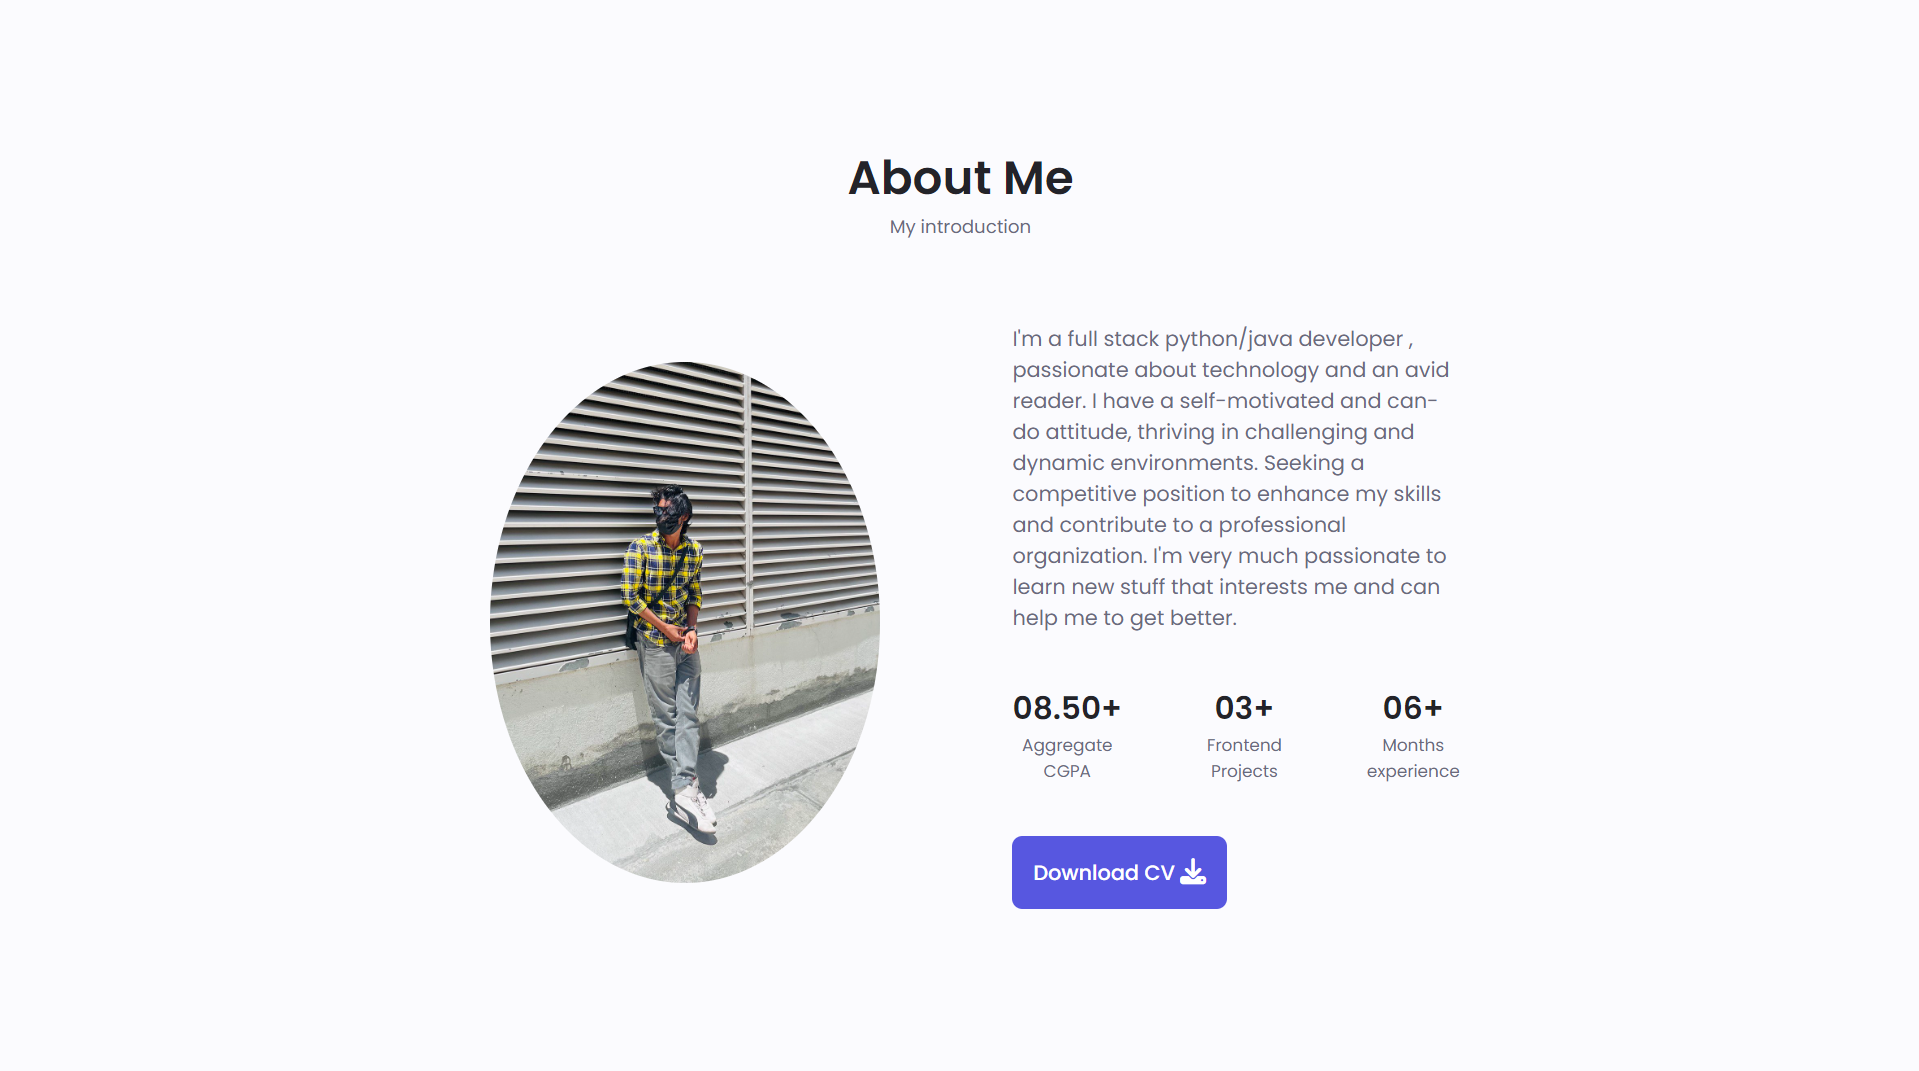 About Me
My introduction
I'm a full stack python/java developer ,
passionate about technology and an avid
reader. I have a self-motivated and can-
do attitude, thriving in challenging and
dynamic environments. Seeking a
competitive position to enhance my skills
and contribute to a professional
organization. I'm very much passionate to
learn new stuff that interests me and can
help me to get better.
08.50+
Aggregate
CGPA
03+
Frontend
Projects
06+
Months
experience
Download CV